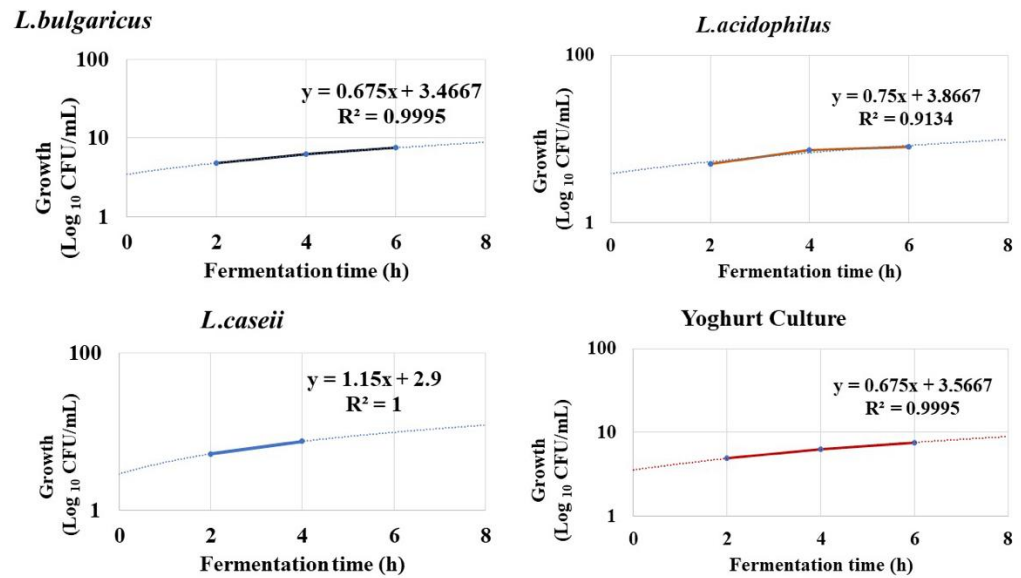 L.bulgaricus
100
10
1
Growth
(Log 10 CFU/mL)
y = 0.675x + 3.4667
R² = 0.9995
0 2 4 6 8
Fermentation time (h)
L.acidophilus
100
1
Growth
(Log 10 CFU/mL)
y = 0.75x + 3.8667
R² = 0.9134
0 2 4 6 8
Fermentation time (h)
L.caseii
100
1
Growth
(Log 10 CFU/mL)
y = 1.15x + 2.9
R² = 1
0 2 4 6 8
Fermentation time (h)
Yoghurt Culture
100
10
1
Growth
(Log 10 CFU/mL)
y = 0.675x + 3.5667
R² = 0.9995
0 2 4 6 8
Fermentation time (h)